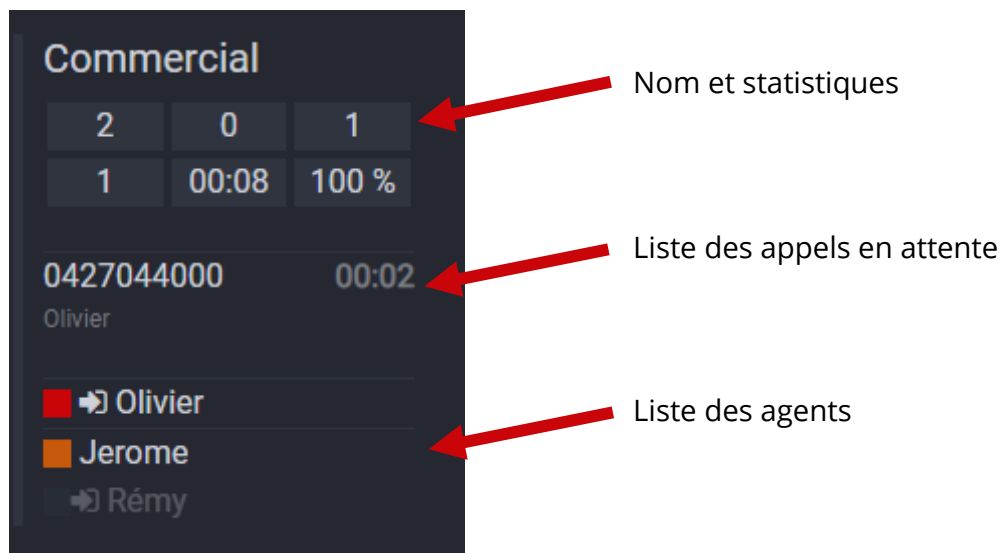 Commercial
Nom et statistiques
2 0 1
1 00:08 100 %
Liste des appels en attente
0427044000 00:02
Olivier
Olivier
Liste des agents
Jerome
Rémy